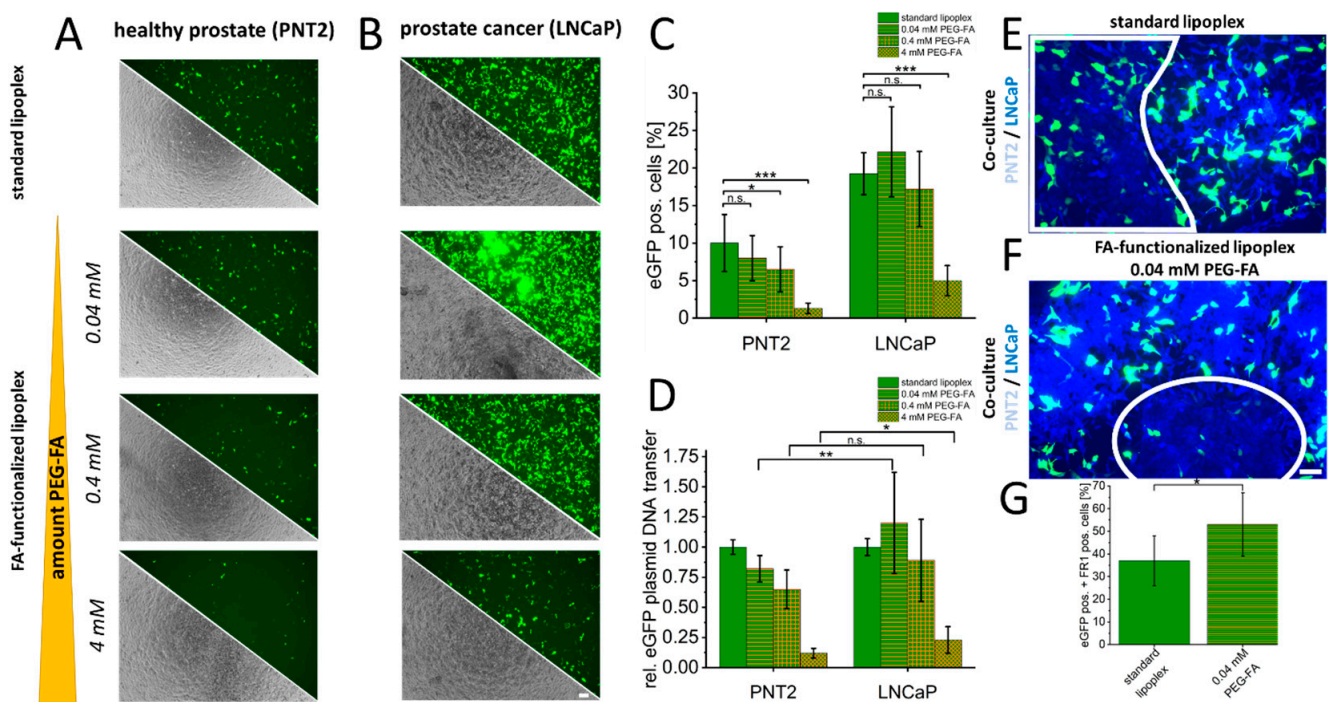 A
healthy prostate (PNT2)
B
prostate cancer (LNCaP)
standard lipoplex
FA-functionalized lipoplex
amount PEG-FA
0.04 mM
0.4 mM
4 mM
C
standard lipoplex
0.04 mM PEG-FA
0.4 mM PEG-FA
4 mM PEG-FA
eGFP pos. cells [%]
30
25
20
15
10
5
0
***
*
n.s.
***
n.s.
n.s.
PNT2
LNCaP
D
standard lipoplex
0.04 mM PEG-FA
0.4 mM PEG-FA
4 mM PEG-FA
rel. eGFP plasmid DNA transfer
1.75
1.50
1.25
1.00
0.75
0.50
0.25
0.00
*
n.s.
**
PNT2
LNCaP
E
standard lipoplex
Co-culture
PNT2 / LNCaP
F
FA-functionalized lipoplex
0.04 mM PEG-FA
Co-culture
PNT2 / LNCaP
G
eGFP pos. + FR1 pos. cells [%]
70
60
50
40
30
20
10
0
*
standard
lipoplex
0.04 mM
PEG-FA